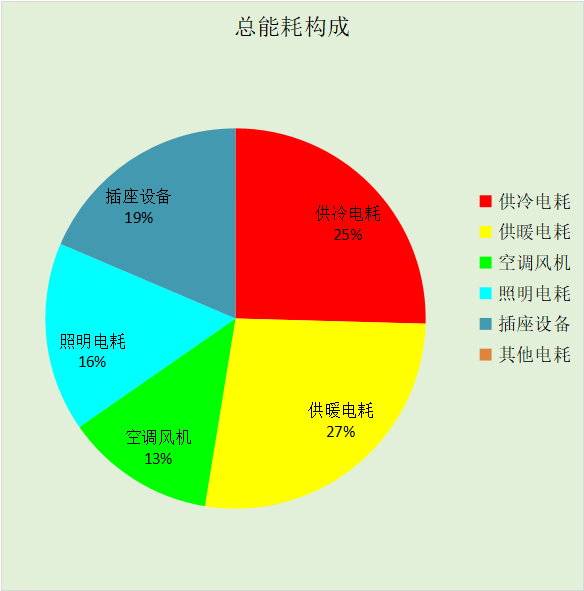 总能耗构成
供冷电耗
25%
供暖电耗
27%
空调风机
13%
照明电耗
16%
插座设备
19%
供冷电耗
供暖电耗
空调风机
照明电耗
插座设备
其他电耗